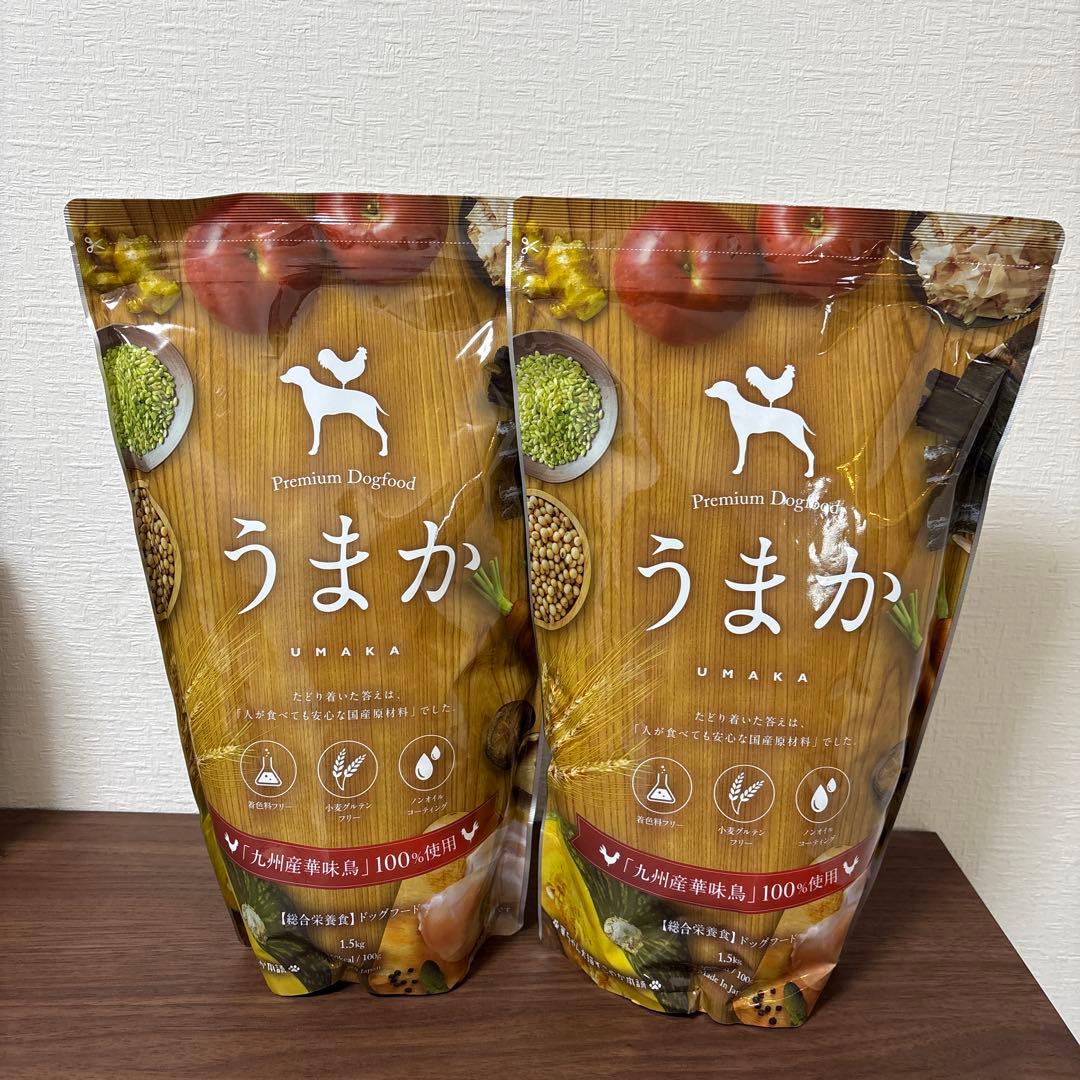 Premium Dogfood
うまか
UMAKA
たどり着いた答えは、
「人が食べても安心な国産原材料」でした。
着色料フリー
小麦グルテン
フリー
ノンオイル
コーティング
「九州産華味鳥」100%使用
【総合栄養食】ドッグフード
1.5kg
kcal / 100g
Japan
Premium Dogfood
うまか
UMAKA
たどり着いた答えは、
「人が食べても安心な国産原材料」でした。
着色料フリー
小麦グルテン
フリー
ノンオイル
コーティング
「九州産華味鳥」100%使用
【総合栄養食】ドッグフード
1.5kg
/ 100g
Made In Japan